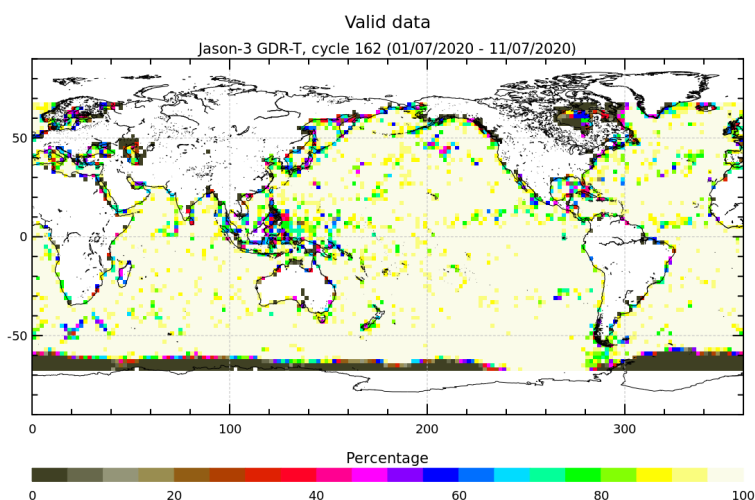 Valid data
Jason-3 GDR-T, cycle 162 (01/07/2020 - 11/07/2020)
50
0
-50
0 100 200 300
Percentage
0 20 40 60 80 100